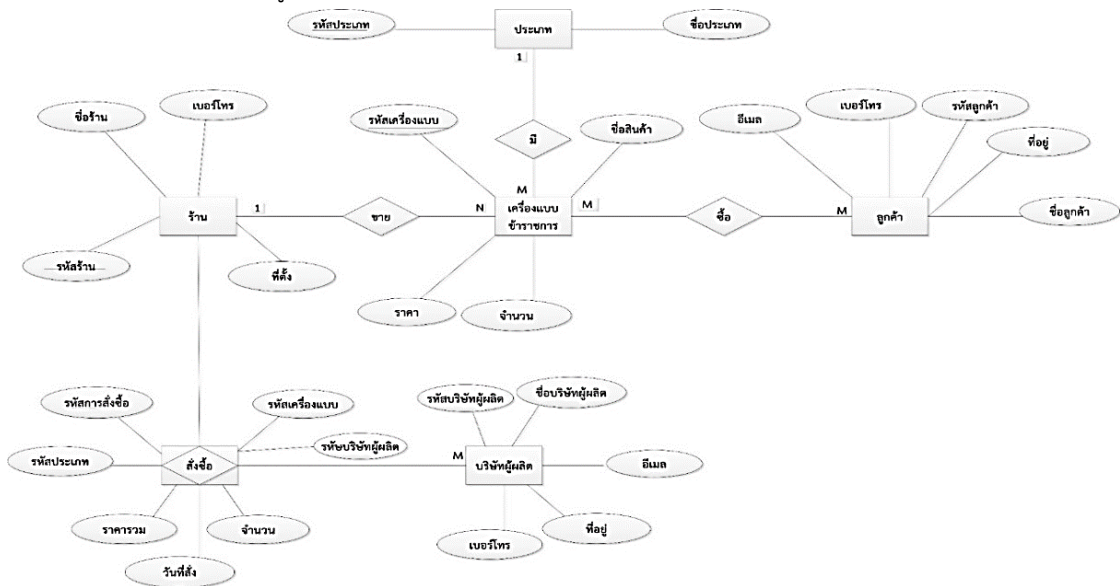 รหัสประเภท
ประเภท
ชื่อประเภท
1
เบอร์โทร
ชื่อร้าน
รหัสเครื่องแบบ
มี
ชื่อสินค้า
อีเมล
เบอร์โทร
รหัสลูกค้า
ที่อยู่
ร้าน
1
ขาย
N
M
เครื่องแบบ
ข้าราชการ
M
ซื้อ
M
ลูกค้า
ชื่อลูกค้า
รหัสร้าน
ที่ตั้ง
ราคา
จำนวน
รหัสการสั่งซื้อ
รหัสเครื่องแบบ
รหัสบริษัทผู้ผลิต
ชื่อบริษัทผู้ผลิต
รหัษบริษัทผู้ผลิต
รหัสประเภท
สั่งซื้อ
M
บริษัทผู้ผลิต
อีเมล
ราคารวม
จำนวน
เบอร์โทร
ที่อยู่
วันที่สั่ง